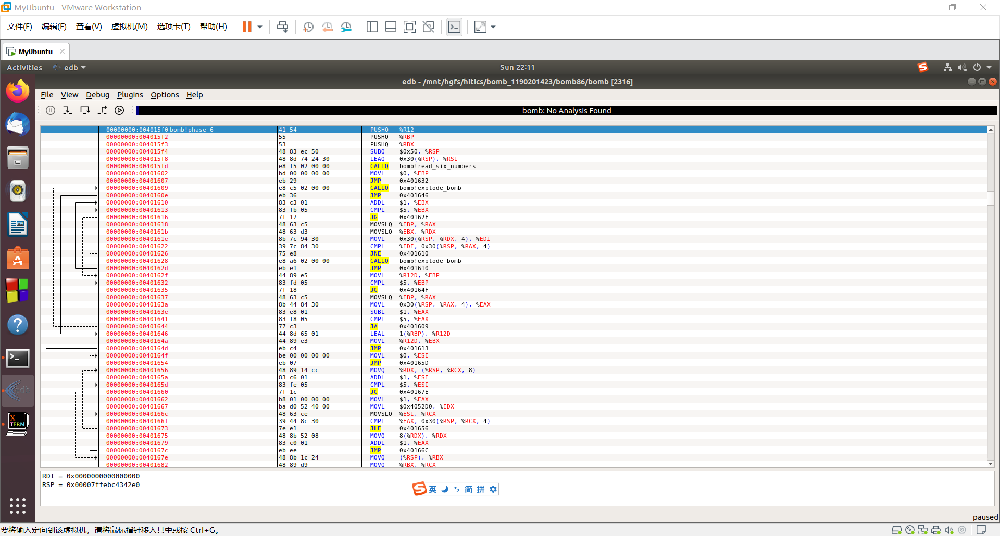 MyUbuntu - VMware Workstation
文件(F) 编辑(E) 查看(V) 虚拟机(M) 选项卡(T) 帮助(H)
MyUbuntu
Activities edb Sun 22:11
edb - /mnt/hgfs/hitics/bomb_1190201423/bomb86/bomb [2316]
File View Debug Plugins Options Help
bomb: No Analysis Found
00000000:004015f0 bomb!phase_6 41 54 PUSHQ %R12
00000000:004015f2 55 PUSHQ %RBP
00000000:004015f3 53 PUSHQ %RBX
00000000:004015f4 48 83 ec 50 SUBQ $0x50, %RSP
00000000:004015f8 48 8d 74 24 30 LEAQ 0x30(%RSP), %RSI
00000000:004015fd e8 f5 02 00 00 CALLQ bomb!read_six_numbers
00000000:00401602 bd 00 00 00 00 MOVL $0, %EBP
00000000:00401607 eb 29 JMP 0x401632
00000000:00401609 e8 c5 02 00 00 CALLQ bomb!explode_bomb
00000000:0040160e eb 36 JMP 0x401646
00000000:00401610 83 c3 01 ADDL $1, %EBX
00000000:00401613 83 fb 05 CMPL $5, %EBX
00000000:00401616 7f 17 JG 0x40162F
00000000:00401618 48 63 c5 MOVSLQ %EBP, %RAX
00000000:0040161b 48 63 d3 MOVSLQ %EBX, %RDX
00000000:0040161e 8b 7c 94 30 MOVL 0x30(%RSP, %RDX, 4), %EDI
00000000:00401622 39 7c 84 30 CMPL %EDI, 0x30(%RSP, %RAX, 4)
00000000:00401626 75 e8 JNE 0x401610
00000000:00401628 e8 a6 02 00 00 CALLQ bomb!explode_bomb
00000000:0040162d eb e1 JMP 0x401610
00000000:0040162f 44 89 e5 MOVL %R12D, %EBP
00000000:00401632 83 fd 05 CMPL $5, %EBP
00000000:00401635 7f 18 JG 0x40164F
00000000:00401637 48 63 c5 MOVSLQ %EBP, %RAX
00000000:0040163a 8b 44 84 30 MOVL 0x30(%RSP, %RAX, 4), %EAX
00000000:0040163e 83 e8 01 SUBL $1, %EAX
00000000:00401641 83 f8 05 CMPL $5, %EAX
00000000:00401644 77 c3 JA 0x401609
00000000:00401646 44 8d 65 01 LEAL 1(%RBP), %R12D
00000000:0040164a 44 89 e3 MOVL %R12D, %EBX
00000000:0040164d eb c4 JMP 0x401613
00000000:0040164f be 00 00 00 00 MOVL $0, %ESI
00000000:00401654 eb 07 JMP 0x40165D
00000000:00401656 48 89 14 cc MOVQ %RDX, (%RSP, %RCX, 8)
00000000:0040165a 83 c6 01 ADDL $1, %ESI
00000000:0040165d 83 fe 05 CMPL $5, %ESI
00000000:00401660 7f 1c JG 0x40167E
00000000:00401662 b8 01 00 00 00 MOVL $1, %EAX
00000000:00401667 ba d0 52 40 00 MOVL $0x4052D0, %EDX
00000000:0040166c 48 63 ce MOVSLQ %ESI, %RCX
00000000:0040166f 39 44 8c 30 CMPL %EAX, 0x30(%RSP, %RCX, 4)
00000000:00401673 7e e1 JLE 0x401656
00000000:00401675 48 8b 52 08 MOVQ 8(%RDX), %RDX
00000000:00401679 83 c0 01 ADDL $1, %EAX
00000000:0040167c eb ee JMP 0x40166C
00000000:0040167e 48 8b 1c 24 MOVQ (%RSP), %RBX
00000000:00401682 48 89 d9 MOVQ %RBX, %RCX
edb
X TERM
RDI = 0x0000000000000000
RSP = 0x00007ffebc4342e0
英 简 拼
paused
要将输入定向到该虚拟机，请将鼠标指针移入其中或按 Ctrl+G。